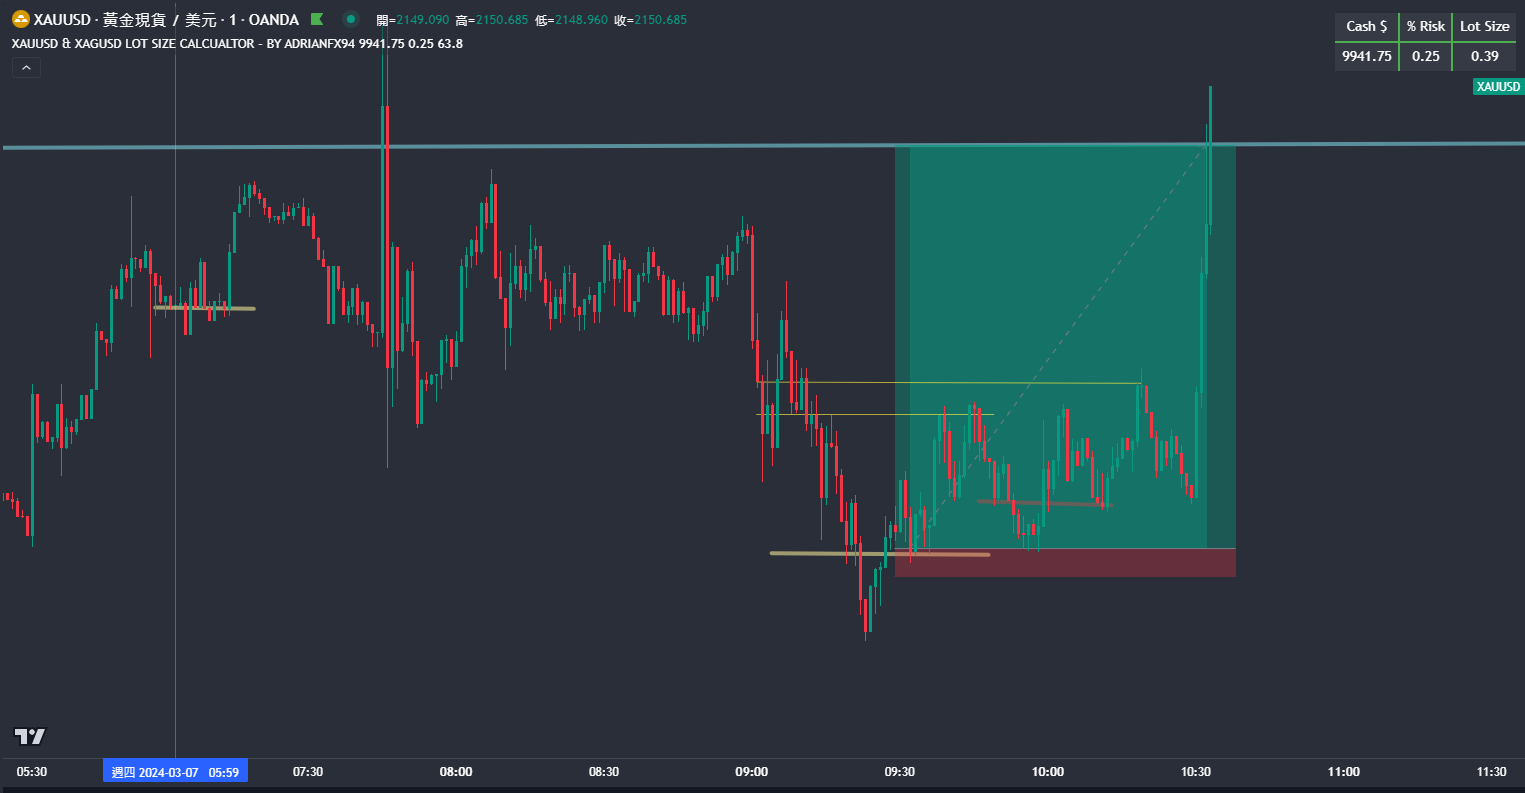 XAUUSD · 黃金現貨 / 美元 · 1 · OANDA 開=2149.090 高=2150.685 低=2148.960 收=2150.685
XAUUSD & XAGUSD LOT SIZE CALCUALTOR - BY ADRIANFX94 9941.75 0.25 63.8
Cash $ % Risk Lot Size
9941.75 0.25 0.39
XAUUSD
05:30 週四 2024-03-07 05:59 07:30 08:00 08:30 09:00 09:30 10:00 10:30 11:00 11:30